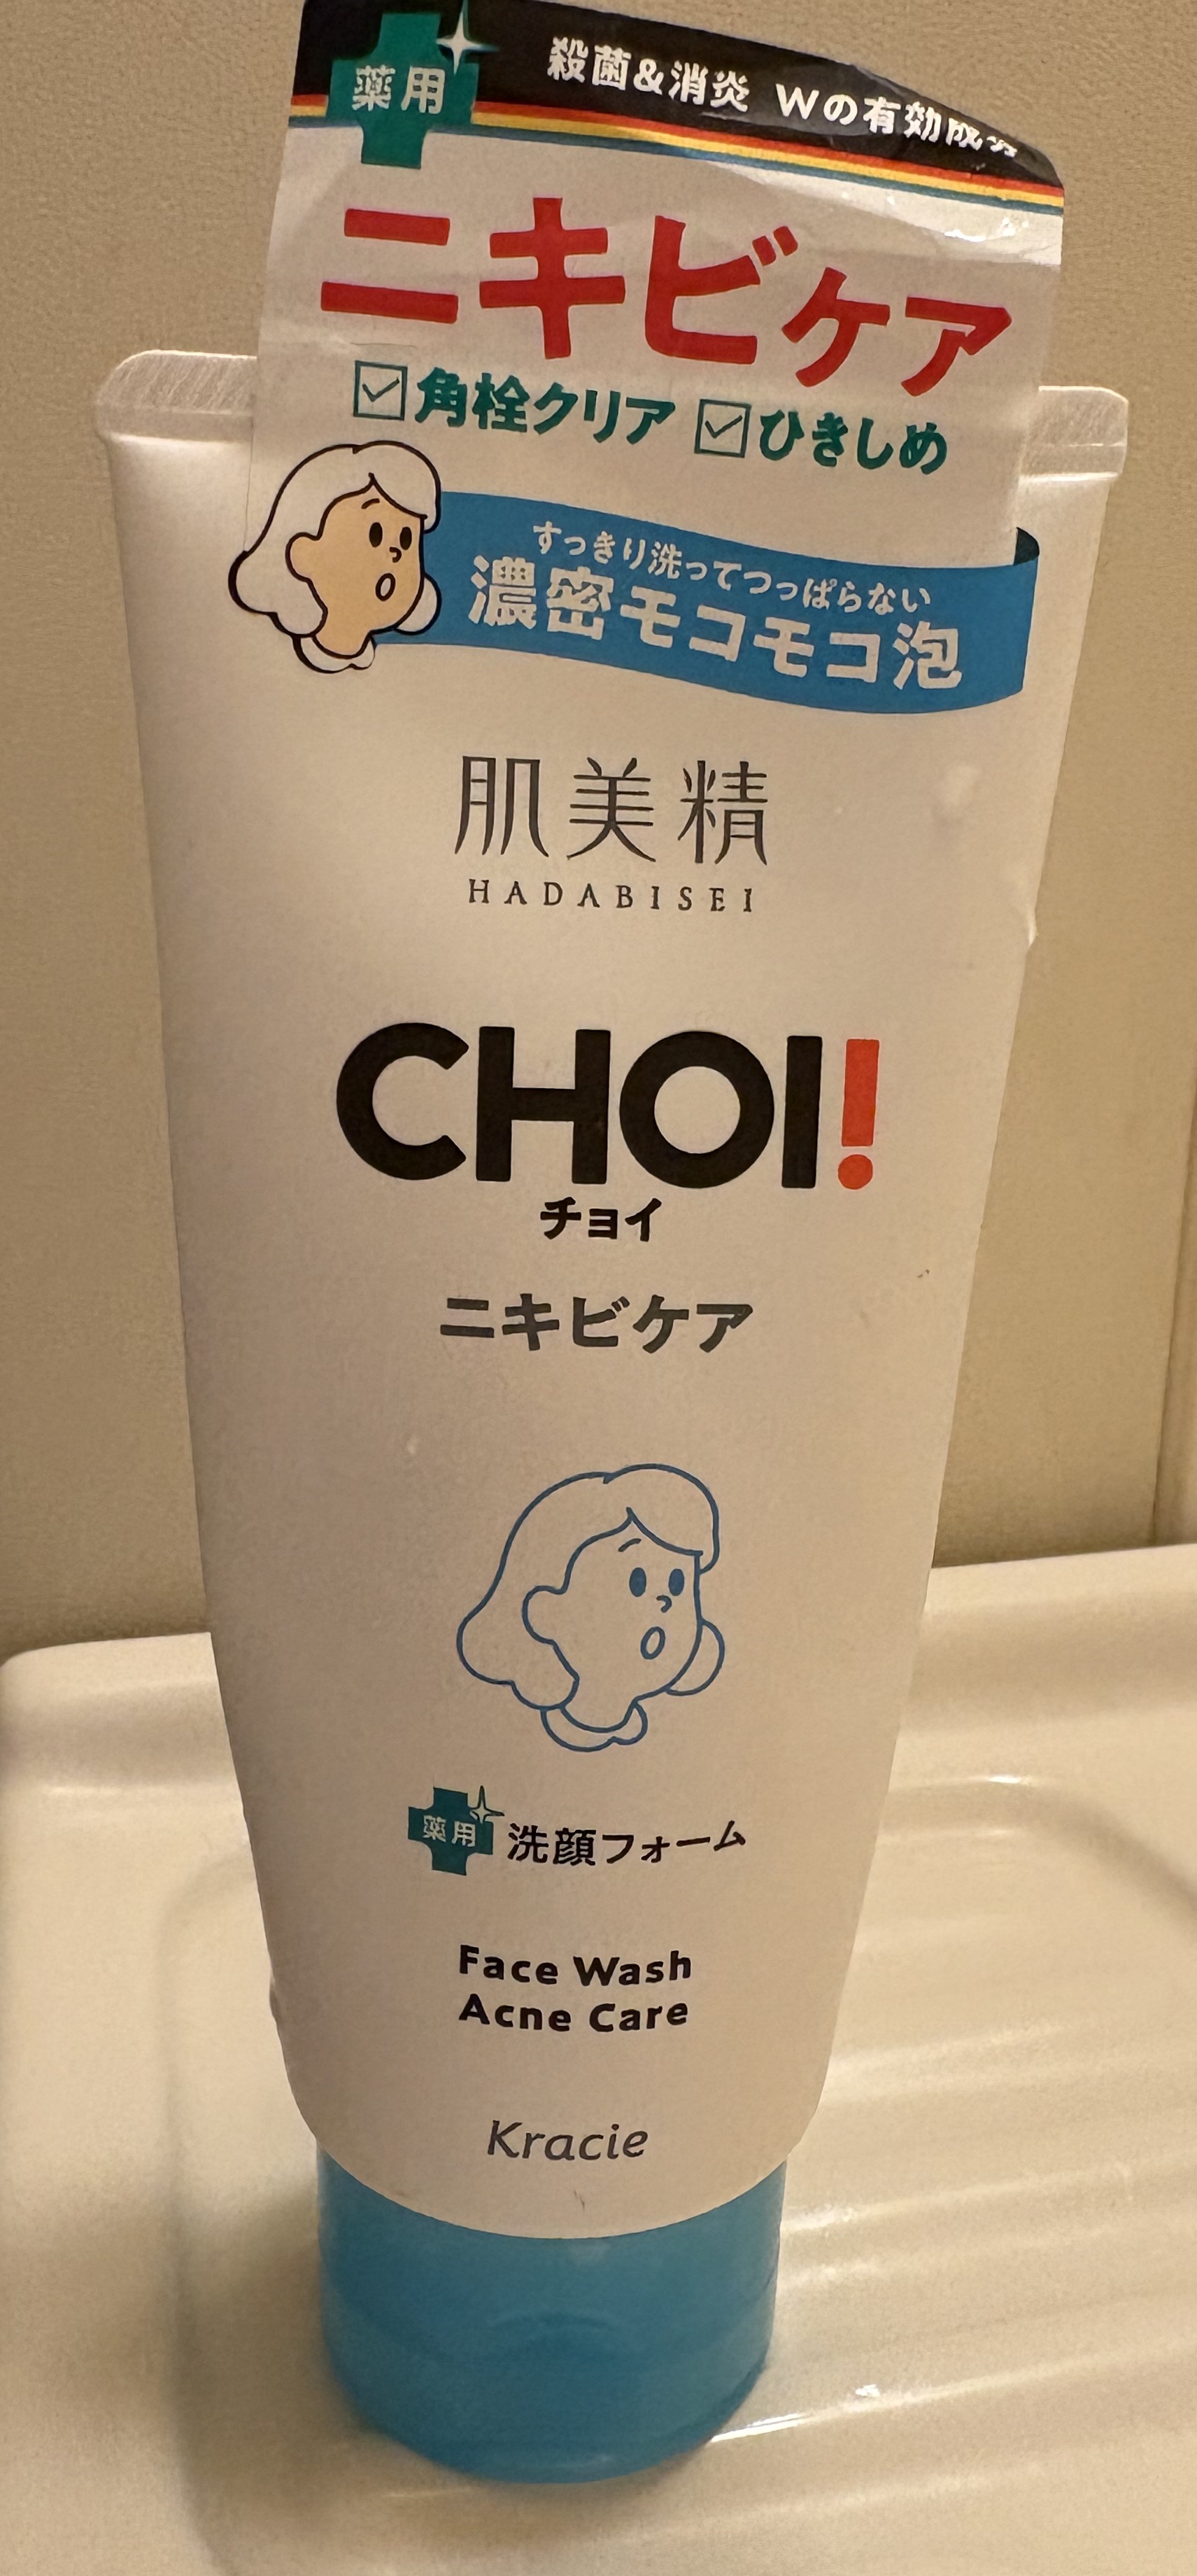 薬用
殺菌&消炎 Wの有効成分
ニキビケア
角栓クリア ひきしめ
すっきり洗ってつっぱらない
濃密モコモコ泡
肌美精
HADABISEI
CHOI!
チョイ
ニキビケア
薬用 洗顔フォーム
Face Wash
Acne Care
Kracie